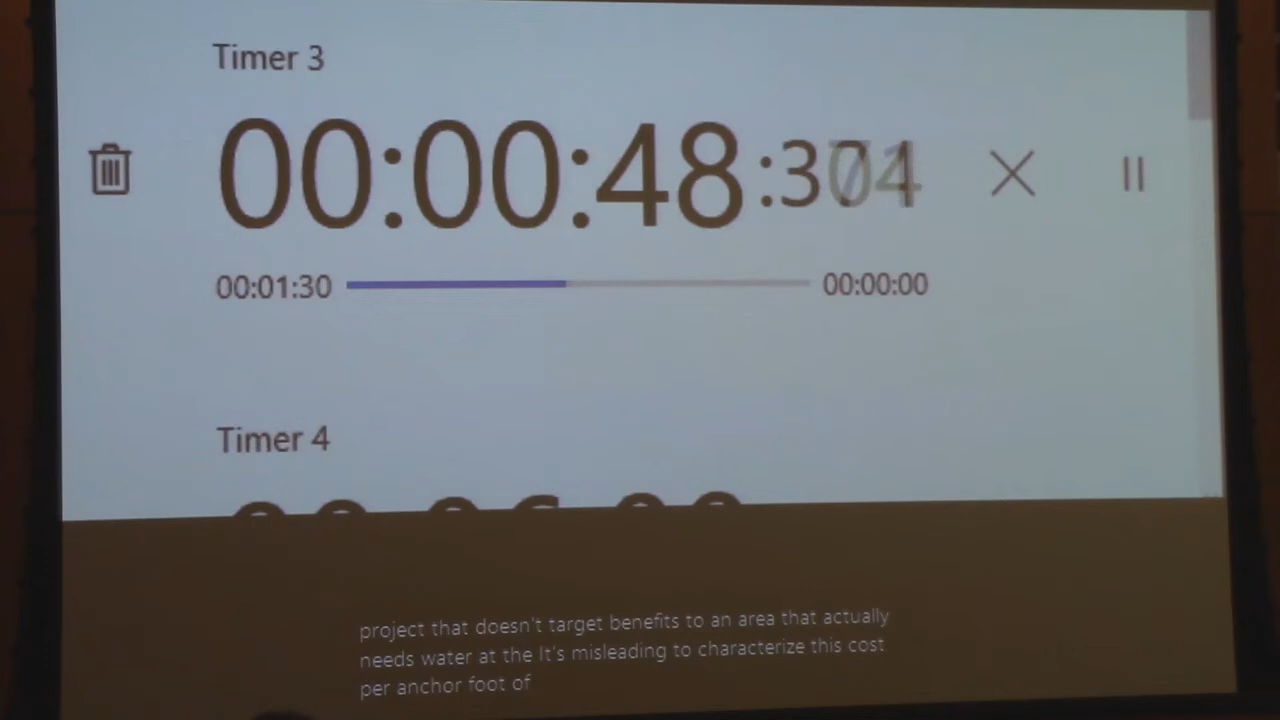 Timer 3
00:00:48
00:01:30 00:00:00
Timer 4
project that doesn't target benefits to an area that actually
needs water at the It's misleading to characterize this cost
per anchor foot of